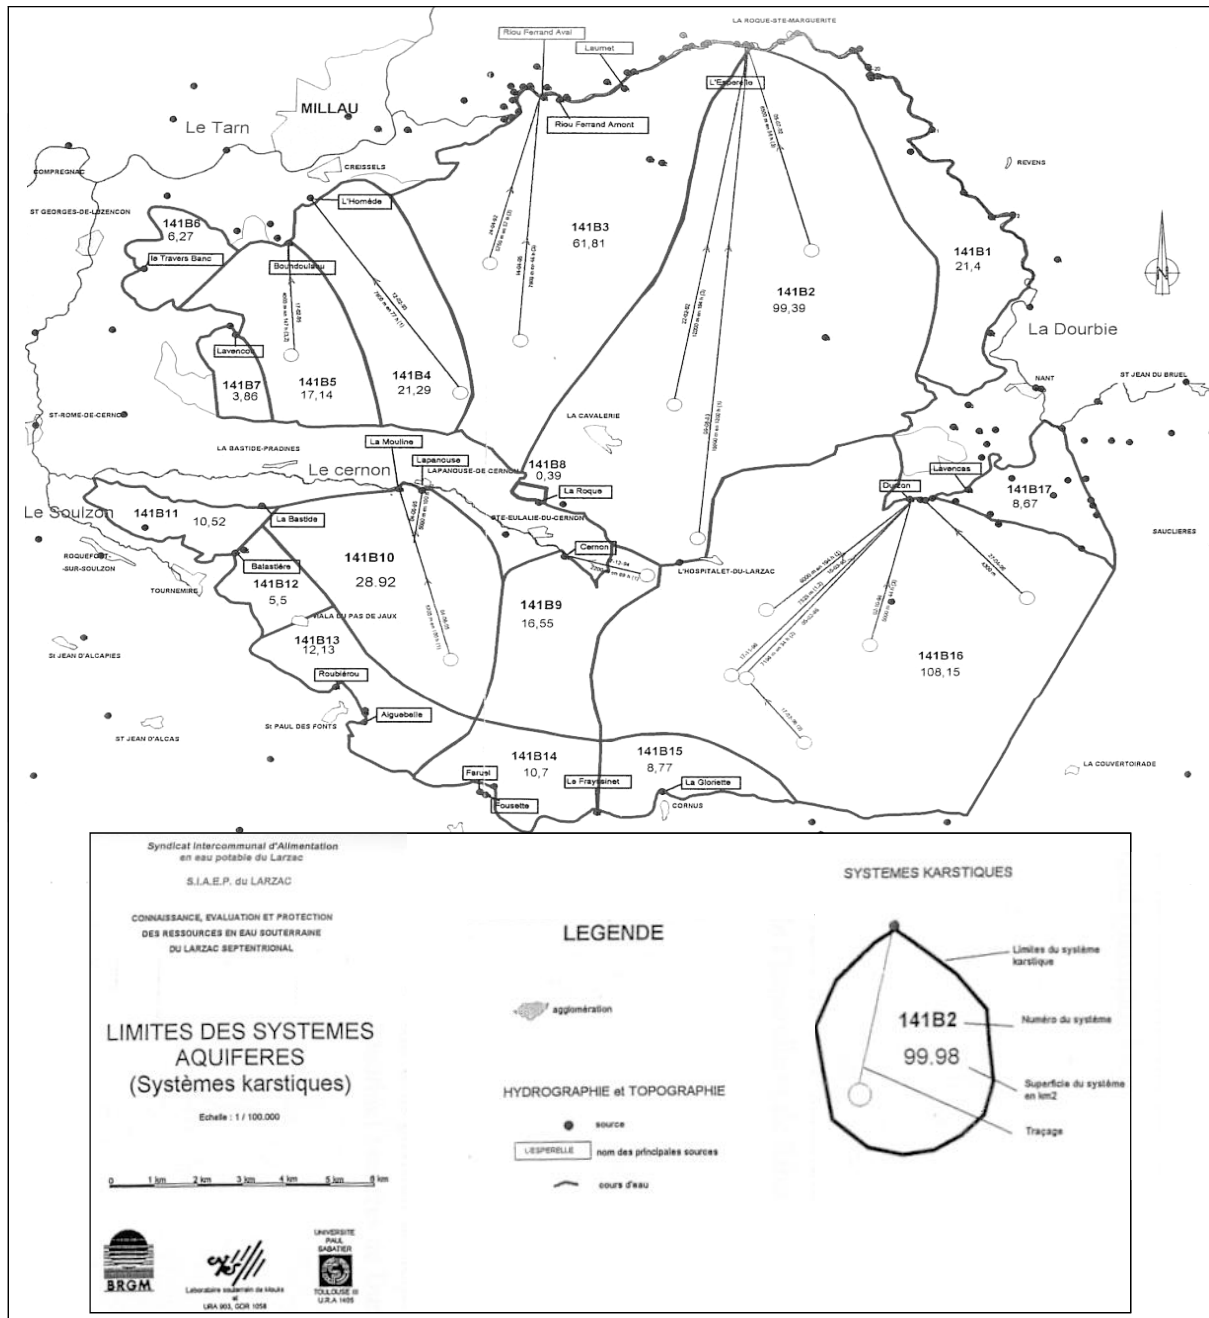 LA ROQUE-STE-MARGUERITE
Riou Ferrand Aval
Laumet
L'Esperelle
MILLAU
Le Tarn
Riou Ferrand Amont
COMPREGNAC
CREISSELS
REVENS
ST GEORGES-DE-LUZENCON
L'Homède
141B6
6,27
141B3
61,81
141B1
21,4
le Travers Banc
Boundoulaou
141B2
99,39
La Dourbie
Lavencou
NANT
ST JEAN DU BRUEL
141B7
3,86
141B5
17,14
141B4
21,29
ST-ROME-DE-CERNON
LA CAVALERIE
La Mouline
LA BASTIDE-PRADINES
Lapanouse
Le cernon
LAPANOUSE-DE CERNON
141B8
0,39
La Roque
Lavencas
Durzon
141B17
8,67
Le Soulzon
141B11
10,52
La Bastide
STE-EULALIE-DU-CERNON
SAUCLIERES
ROQUEFORT
-SUR-SOULZON
Cernon
141B10
28.92
L'HOSPITALET-DU-LARZAC
Balastière
TOURNEMIRE
141B12
5,5
VIALA DU PAS DE JAUX
141B9
16,55
141B13
12,13
141B16
108,15
St JEAN D'ALCAPIES
Roubiérou
Aiguebelle
St PAUL DES FONTS
ST JEAN D'ALCAS
141B14
10,7
141B15
8,77
LA COUVERTOIRADE
Le Frayssinet
La Gloriette
Fousette
CORNUS
Syndicat Intercommunal d'Alimentation
en eau potable du Larzac
S.I.A.E.P. du LARZAC
CONNAISSANCE, EVALUATION ET PROTECTION
DES RESSOURCES EN EAU SOUTERRAINE
DU LARZAC SEPTENTRIONAL
LIMITES DES SYSTEMES
AQUIFERES
(Systèmes karstiques)
Echelle : 1 / 100.000
0 1 km 2 km 3 km 4 km 5 km 6 km
BRGM
Laboratoire souterrain de Moulis
et
URA 903, GDR 1058
UNIVERSITE
PAUL
SABATIER
TOULOUSE III
U.R.A 1405
LEGENDE
agglomération
HYDROGRAPHIE et TOPOGRAPHIE
source
L'ESPERELLE
nom des principales sources
cours d'eau
SYSTEMES KARSTIQUES
Limites du système
karstique
141B2
Numéro du système
99.98
Superficie du système
en km2
Traçage